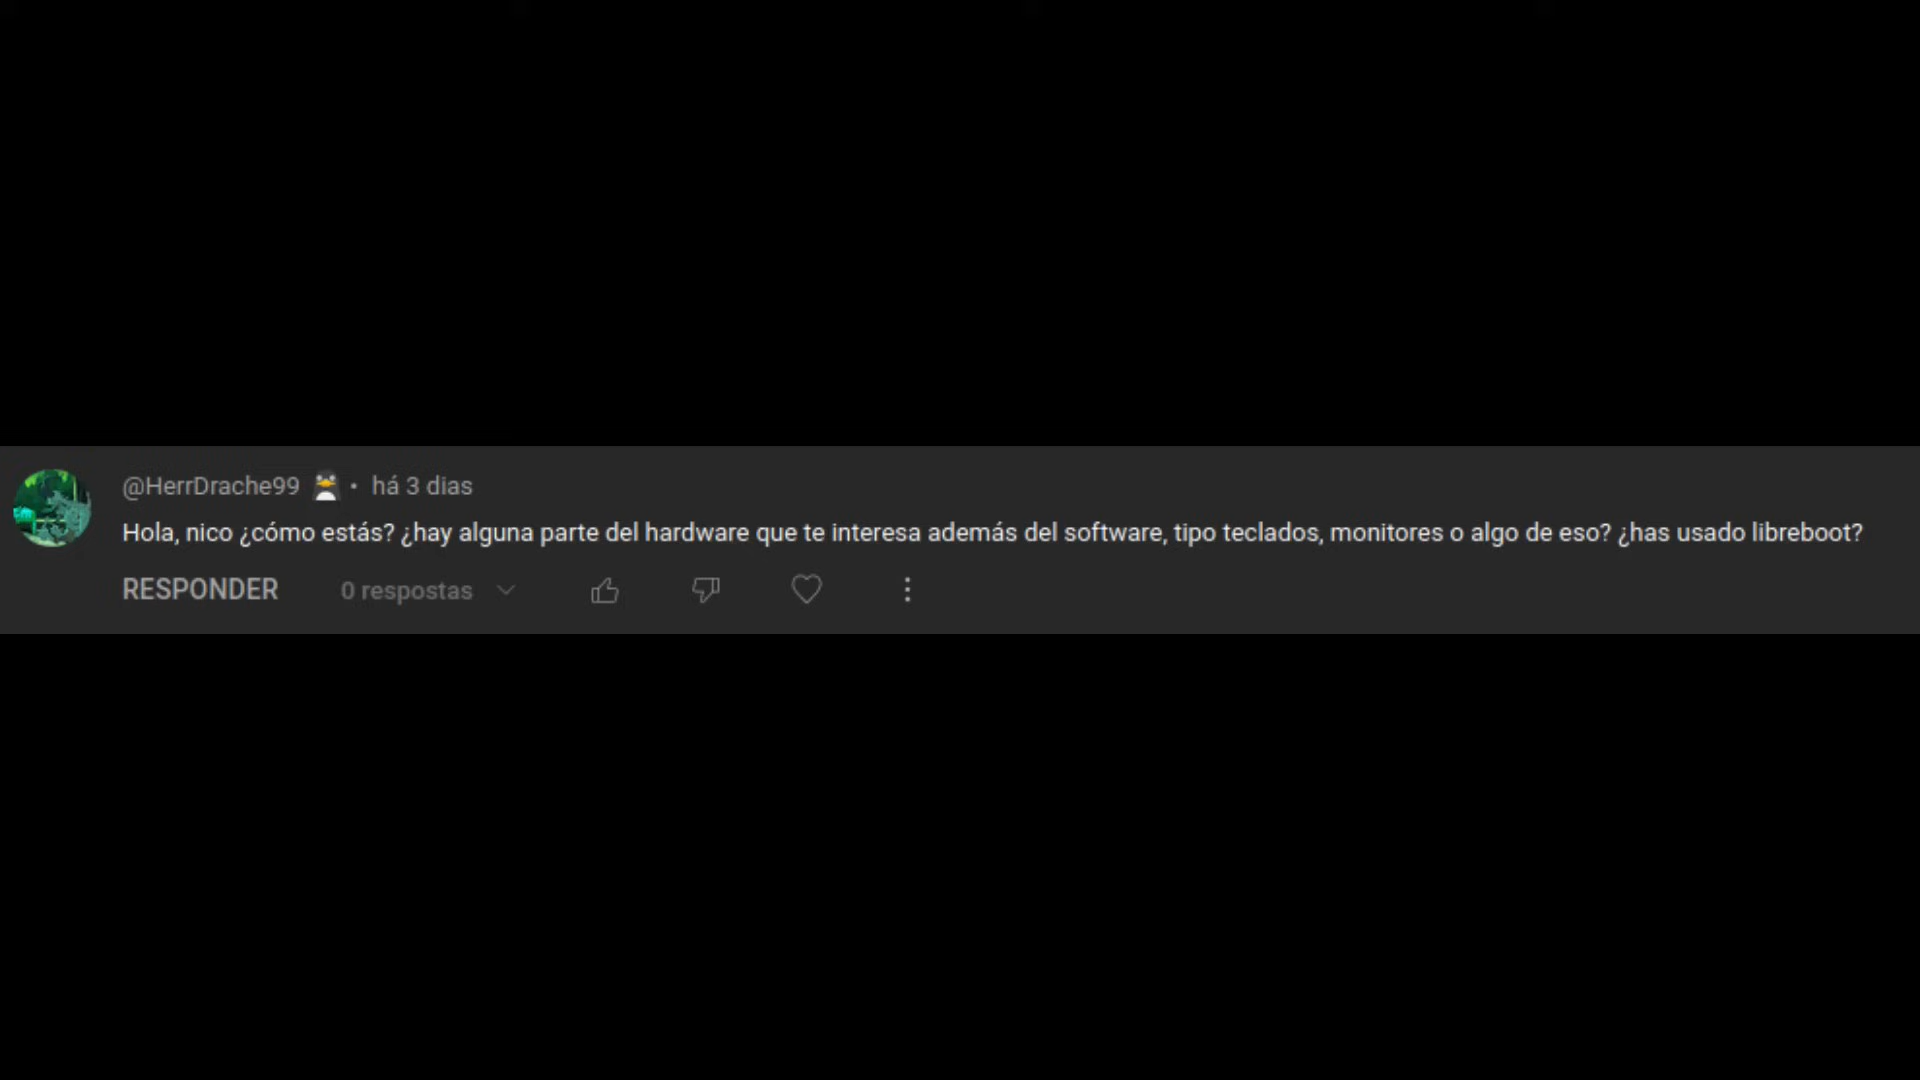 @HerrDrache99 • há 3 dias
Hola, nico ¿cómo estás? ¿hay alguna parte del hardware que te interesa además del software, tipo teclados, monitores o algo de eso? ¿has usado libreboot?
RESPONDER 0 respostas